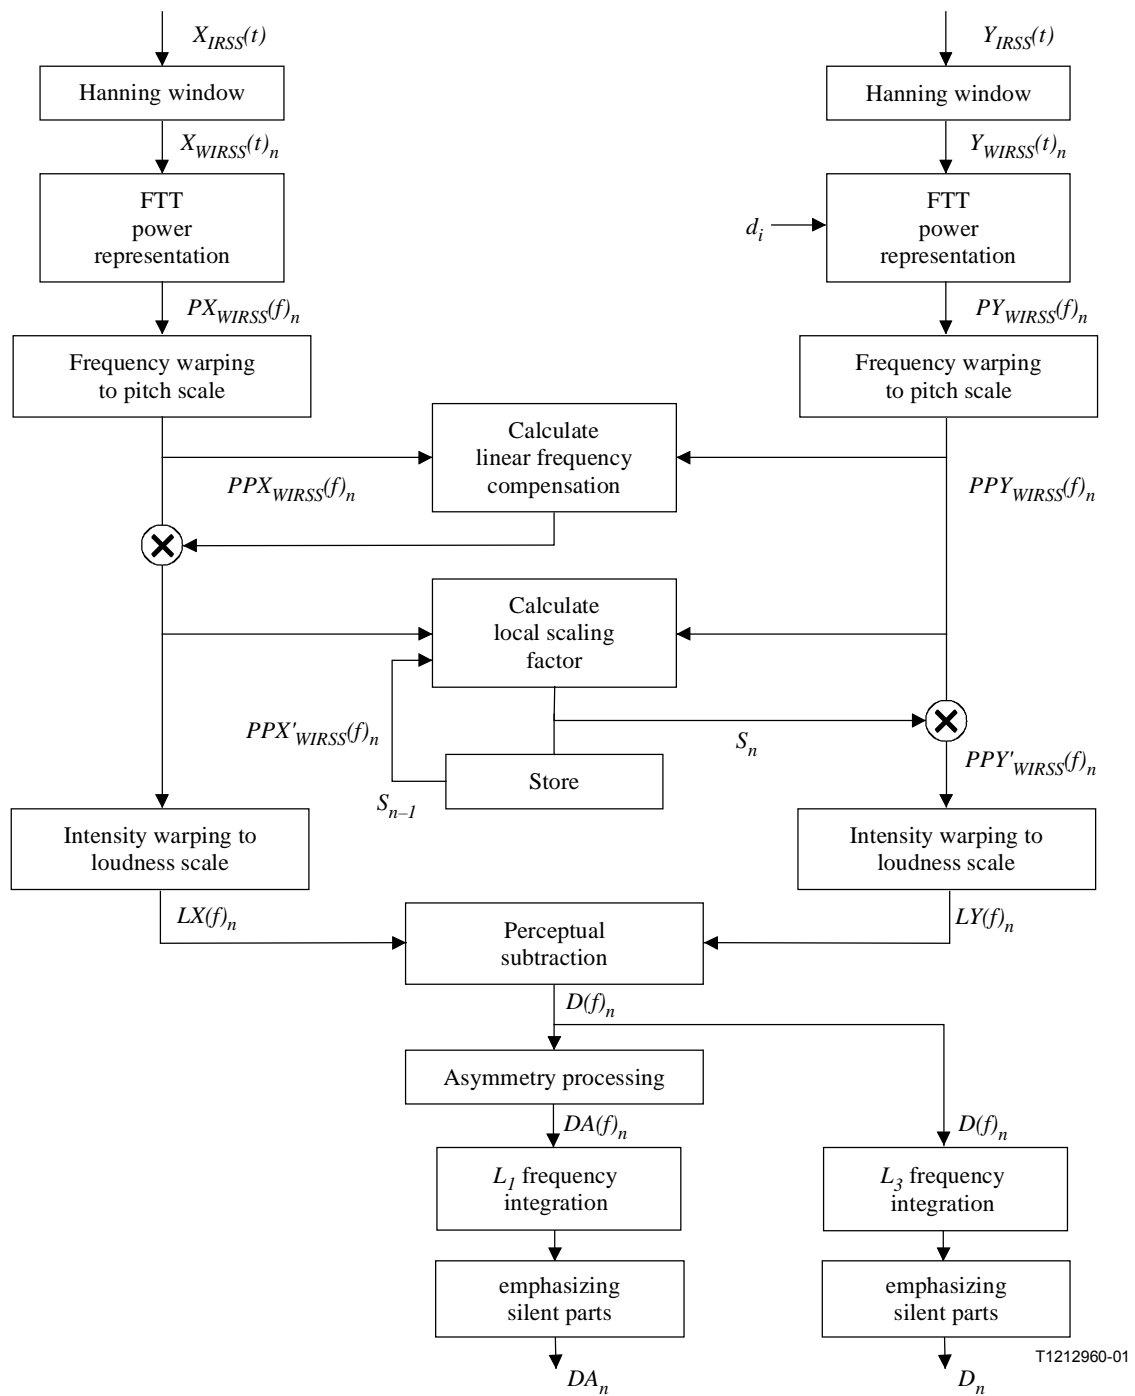 X_IRSS(t)
Y_IRSS(t)
Hanning window
Hanning window
X_WIRSS(t)_n
Y_WIRSS(t)_n
FTT
power
representation
d_i
FTT
power
representation
PX_WIRSS(f)_n
PY_WIRSS(f)_n
Frequency warping
to pitch scale
Frequency warping
to pitch scale
Calculate
linear frequency
compensation
PPX_WIRSS(f)_n
PPY_WIRSS(f)_n
Calculate
local scaling
factor
PPX'_WIRSS(f)_n
S_n
PPY'_WIRSS(f)_n
Store
S_n–1
Intensity warping to
loudness scale
Intensity warping to
loudness scale
LX(f)_n
LY(f)_n
Perceptual
subtraction
D(f)_n
Asymmetry processing
DA(f)_n
D(f)_n
L_1 frequency
integration
L_3 frequency
integration
emphasizing
silent parts
emphasizing
silent parts
T1212960-01
DA_n
D_n